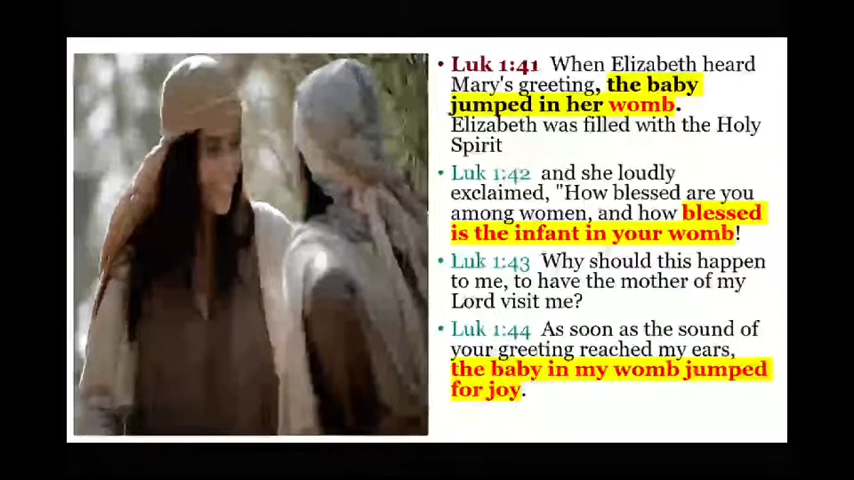 • Luk 1:41 When Elizabeth heard
Mary's greeting, the baby
jumped in her womb.
Elizabeth was filled with the Holy
Spirit
• Luk 1:42 and she loudly
exclaimed, "How blessed are you
among women, and how blessed
is the infant in your womb!
• Luk 1:43 Why should this happen
to me, to have the mother of my
Lord visit me?
• Luk 1:44 As soon as the sound of
your greeting reached my ears,
the baby in my womb jumped
for joy.